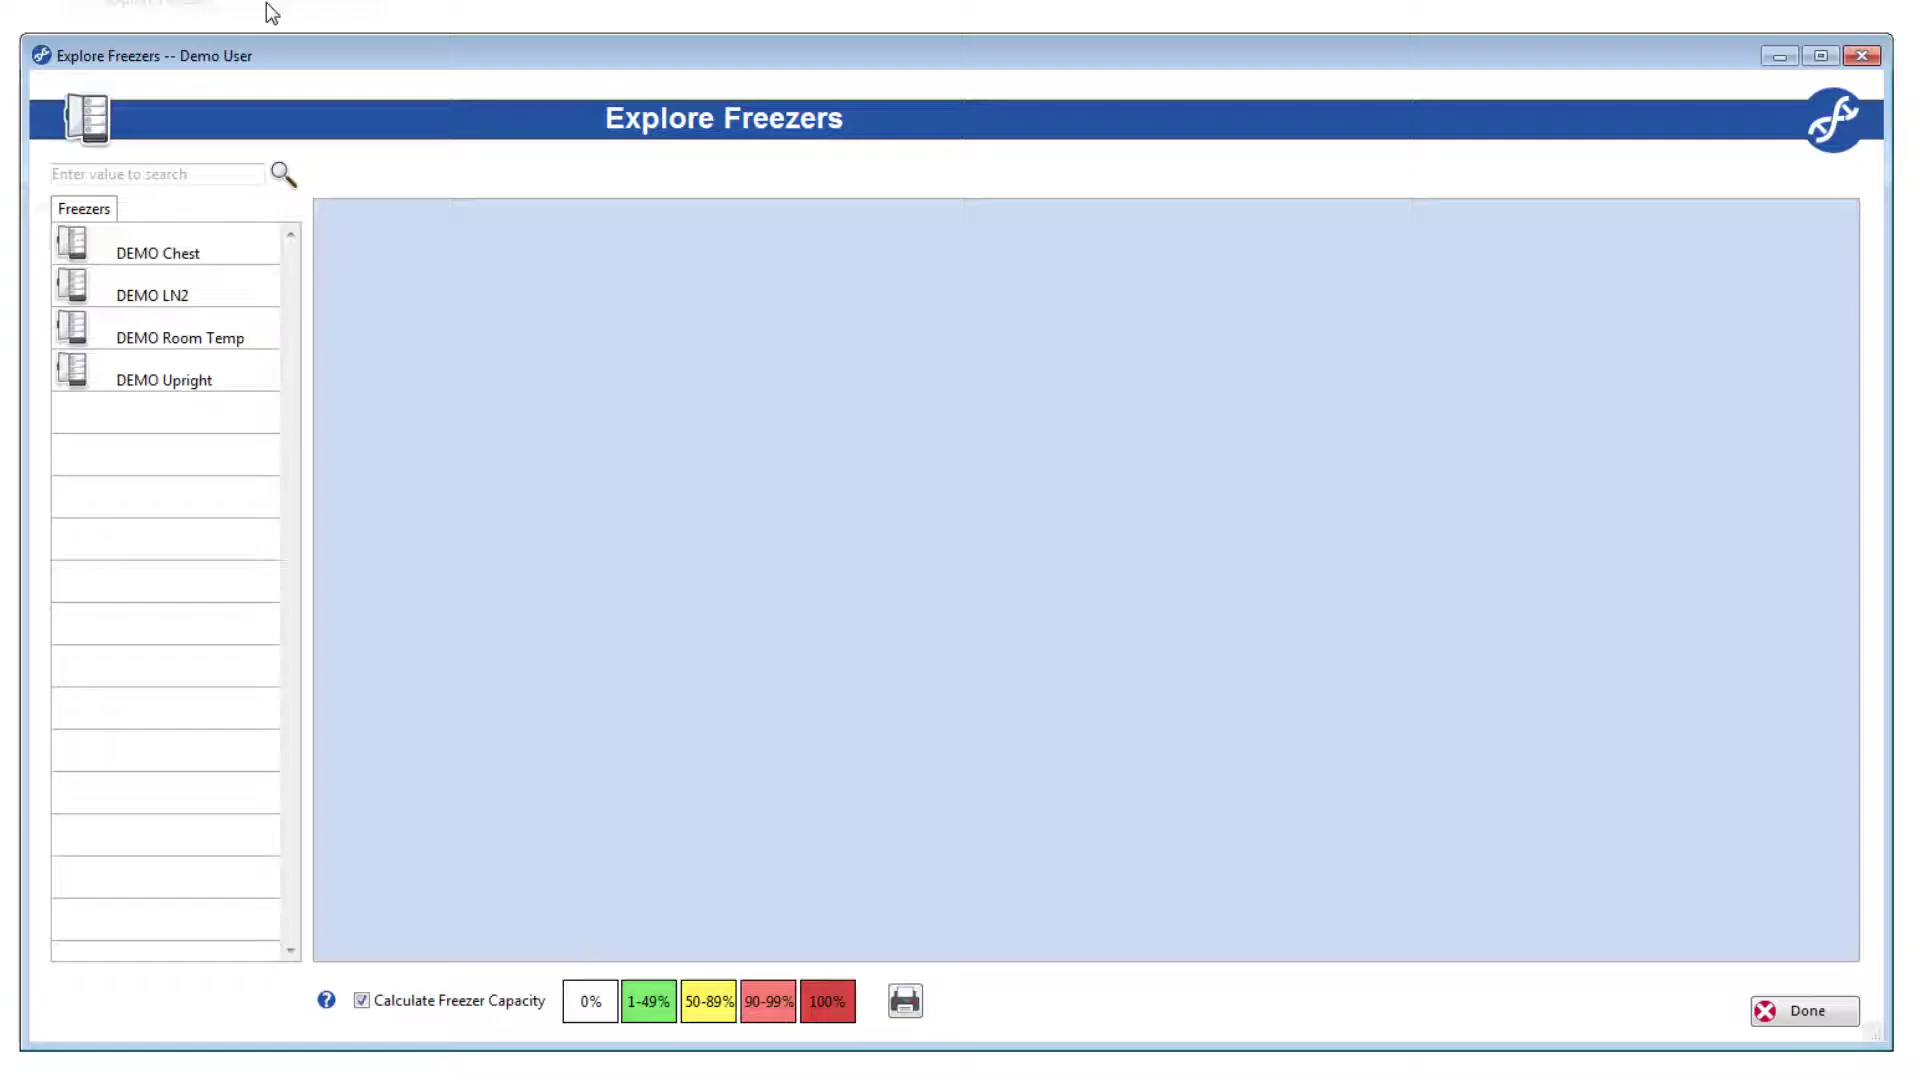 Explore Freezers -- Demo User
Explore Freezers
Enter value to search
Freezers
DEMO Chest
DEMO LN2
DEMO Room Temp
DEMO Upright
? Calculate Freezer Capacity 0% 1-49% 50-89% 90-99% 100%
Done